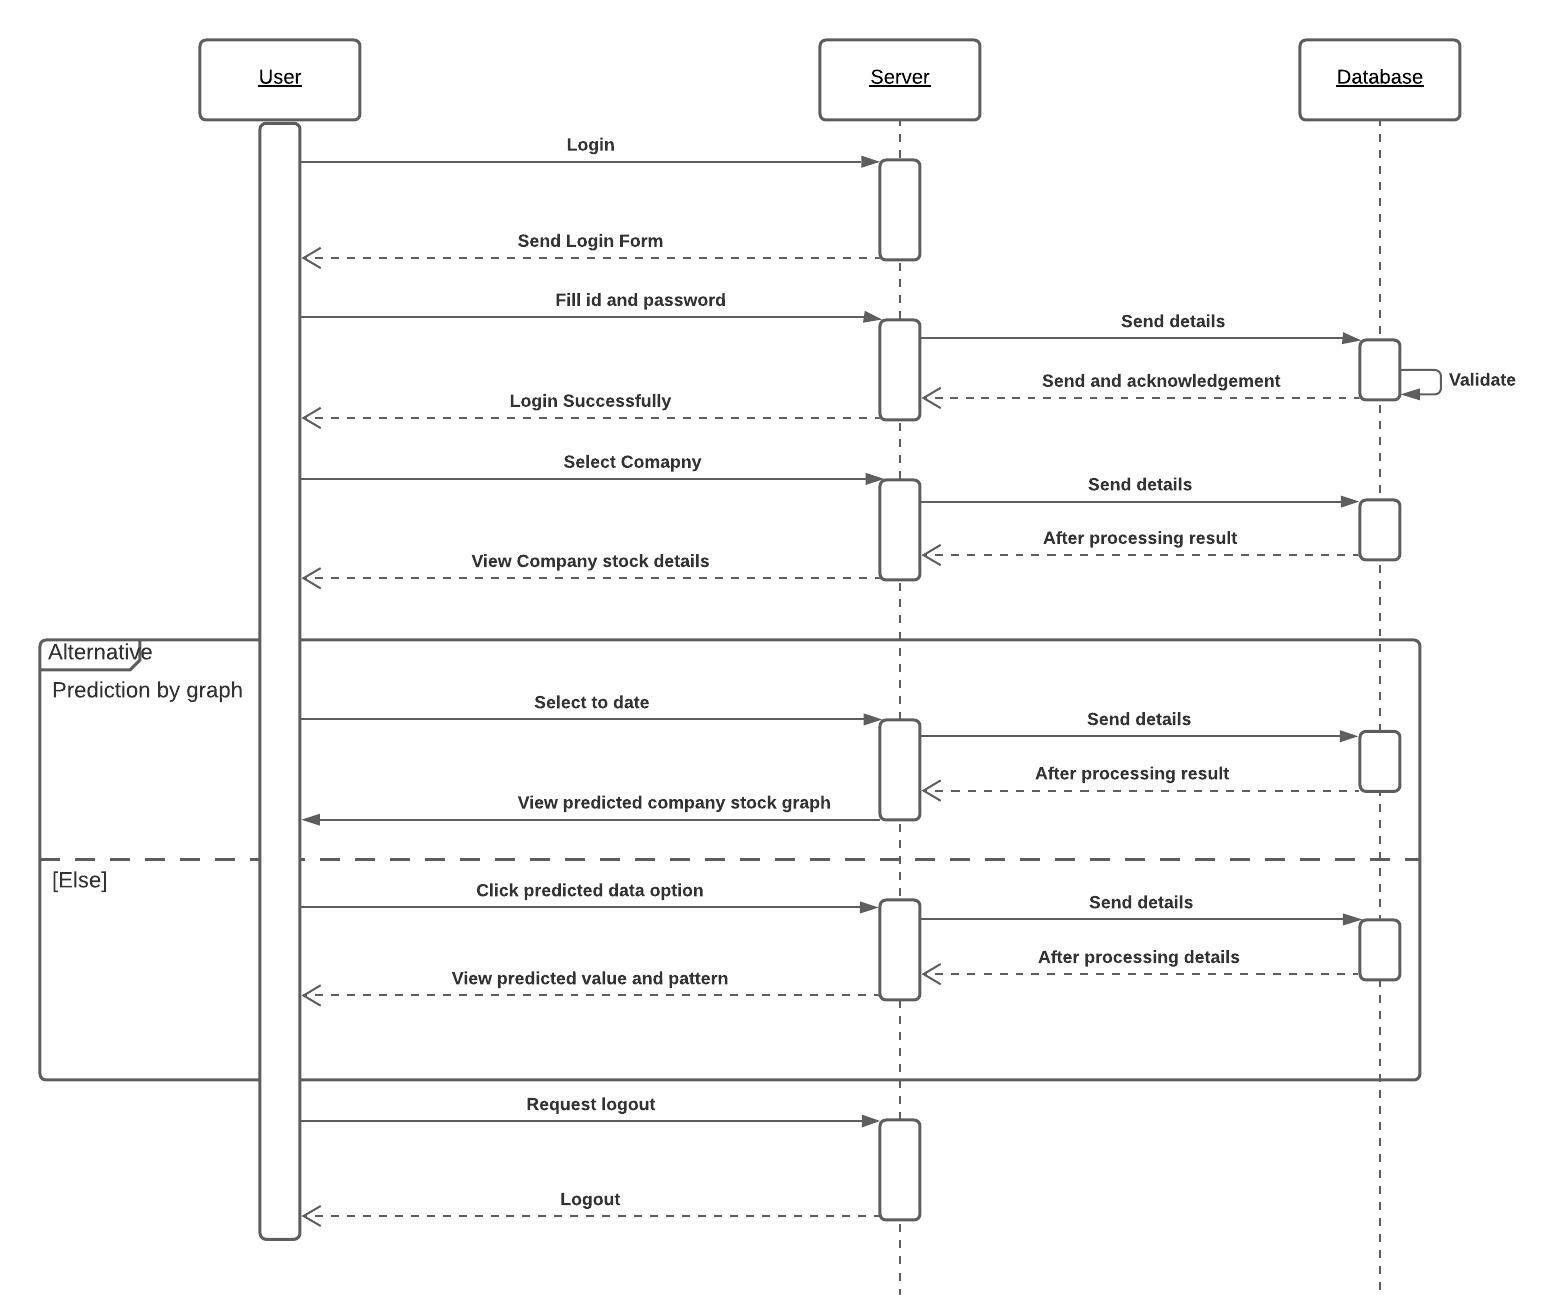 User
Server
Database
Login
Send Login Form
Fill id and password
Send details
Validate
Send and acknowledgement
Login Successfully
Select Comapny
Send details
After processing result
View Company stock details
Alternative
Prediction by graph
Select to date
Send details
After processing result
View predicted company stock graph
[Else]
Click predicted data option
Send details
After processing details
View predicted value and pattern
Request logout
Logout